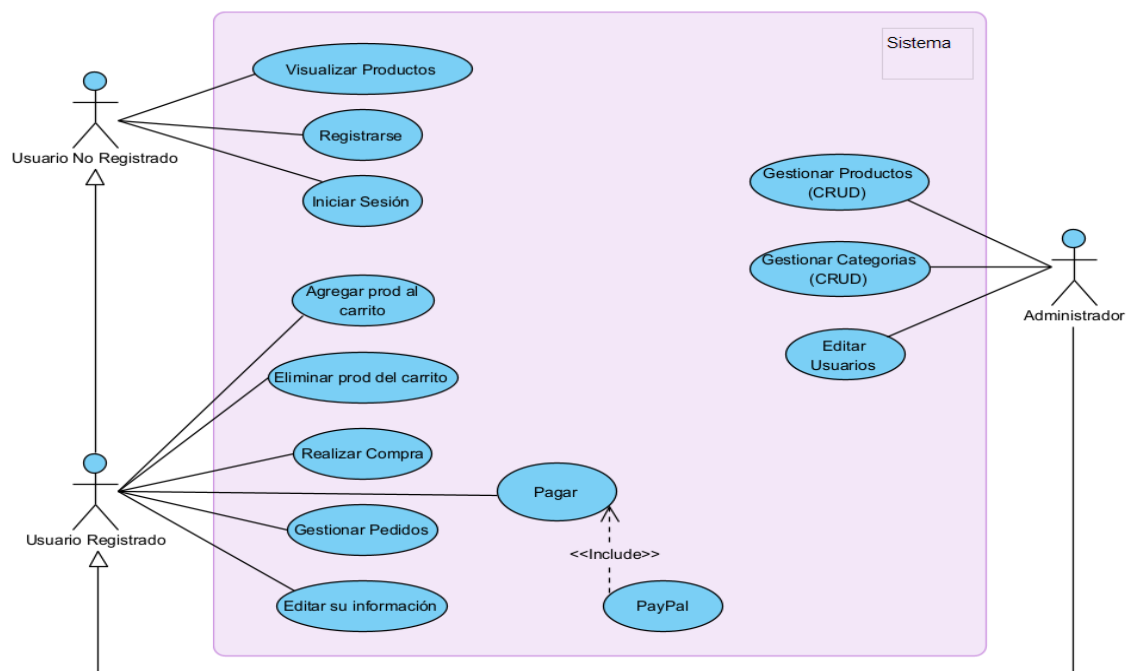 Sistema
Visualizar Productos
Usuario No Registrado
Registrarse
Iniciar Sesión
Gestionar Productos
(CRUD)
Gestionar Categorias
(CRUD)
Administrador
Editar
Usuarios
Agregar prod al
carrito
Eliminar prod del carrito
Realizar Compra
Pagar
Usuario Registrado
Gestionar Pedidos
<<Include>>
Editar su información
PayPal